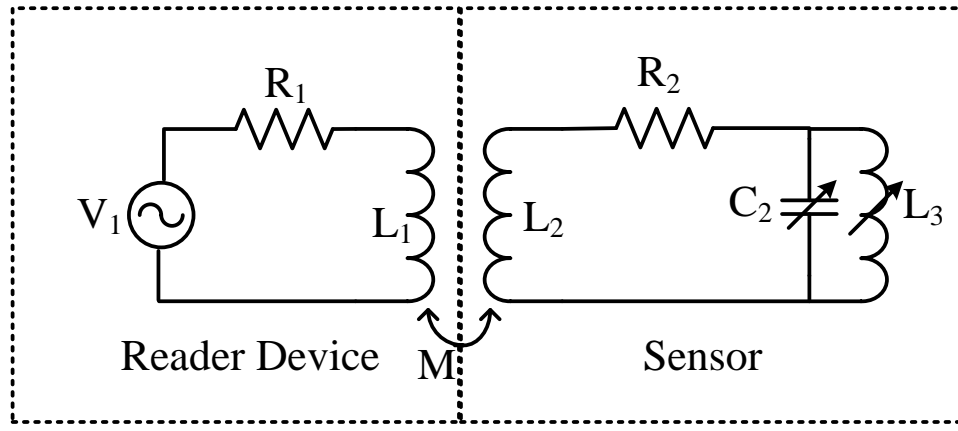 R₁
R₂
V₁
L₁
L₂
C₂
L₃
Reader Device
M
Sensor